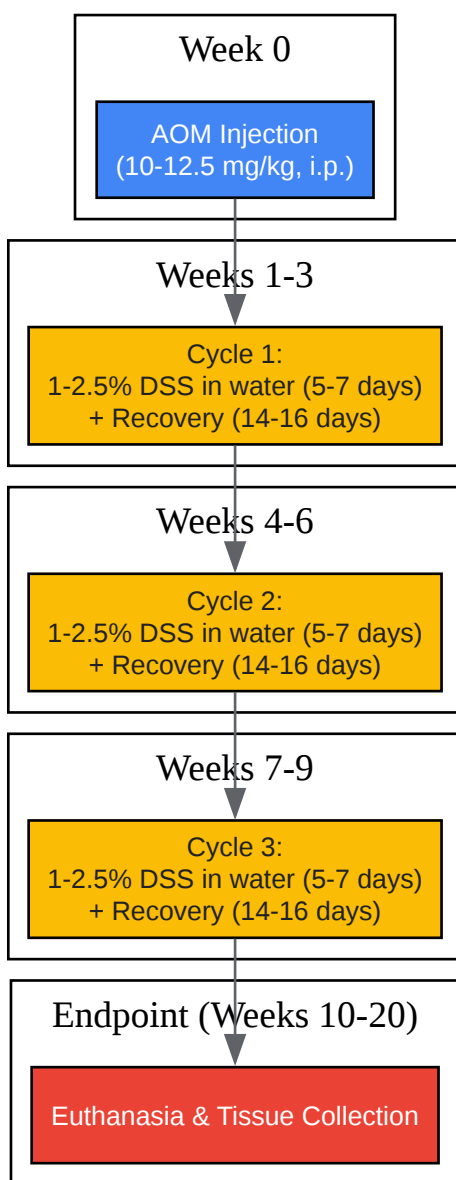 Week 0
AOM Injection
(10-12.5 mg/kg, i.p.)
Weeks 1-3
Cycle 1:
1-2.5% DSS in water (5-7 days)
+ Recovery (14-16 days)
Weeks 4-6
Cycle 2:
1-2.5% DSS in water (5-7 days)
+ Recovery (14-16 days)
Weeks 7-9
Cycle 3:
1-2.5% DSS in water (5-7 days)
+ Recovery (14-16 days)
Endpoint (Weeks 10-20)
Euthanasia & Tissue Collection